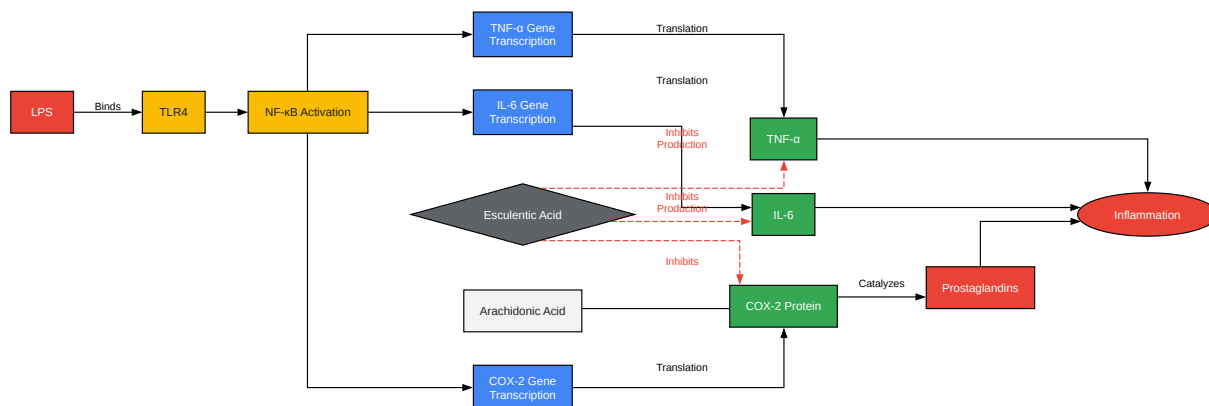 TNF-α Gene
Transcription
Translation
Translation
LPS
Binds
TLR4
NF-κB Activation
IL-6 Gene
Transcription
Inhibits
Production
TNF-α
Esculentic Acid
Inhibits
Production
IL-6
Inflammation
Inhibits
Arachidonic Acid
COX-2 Protein
Catalyzes
Prostaglandins
COX-2 Gene
Transcription
Translation